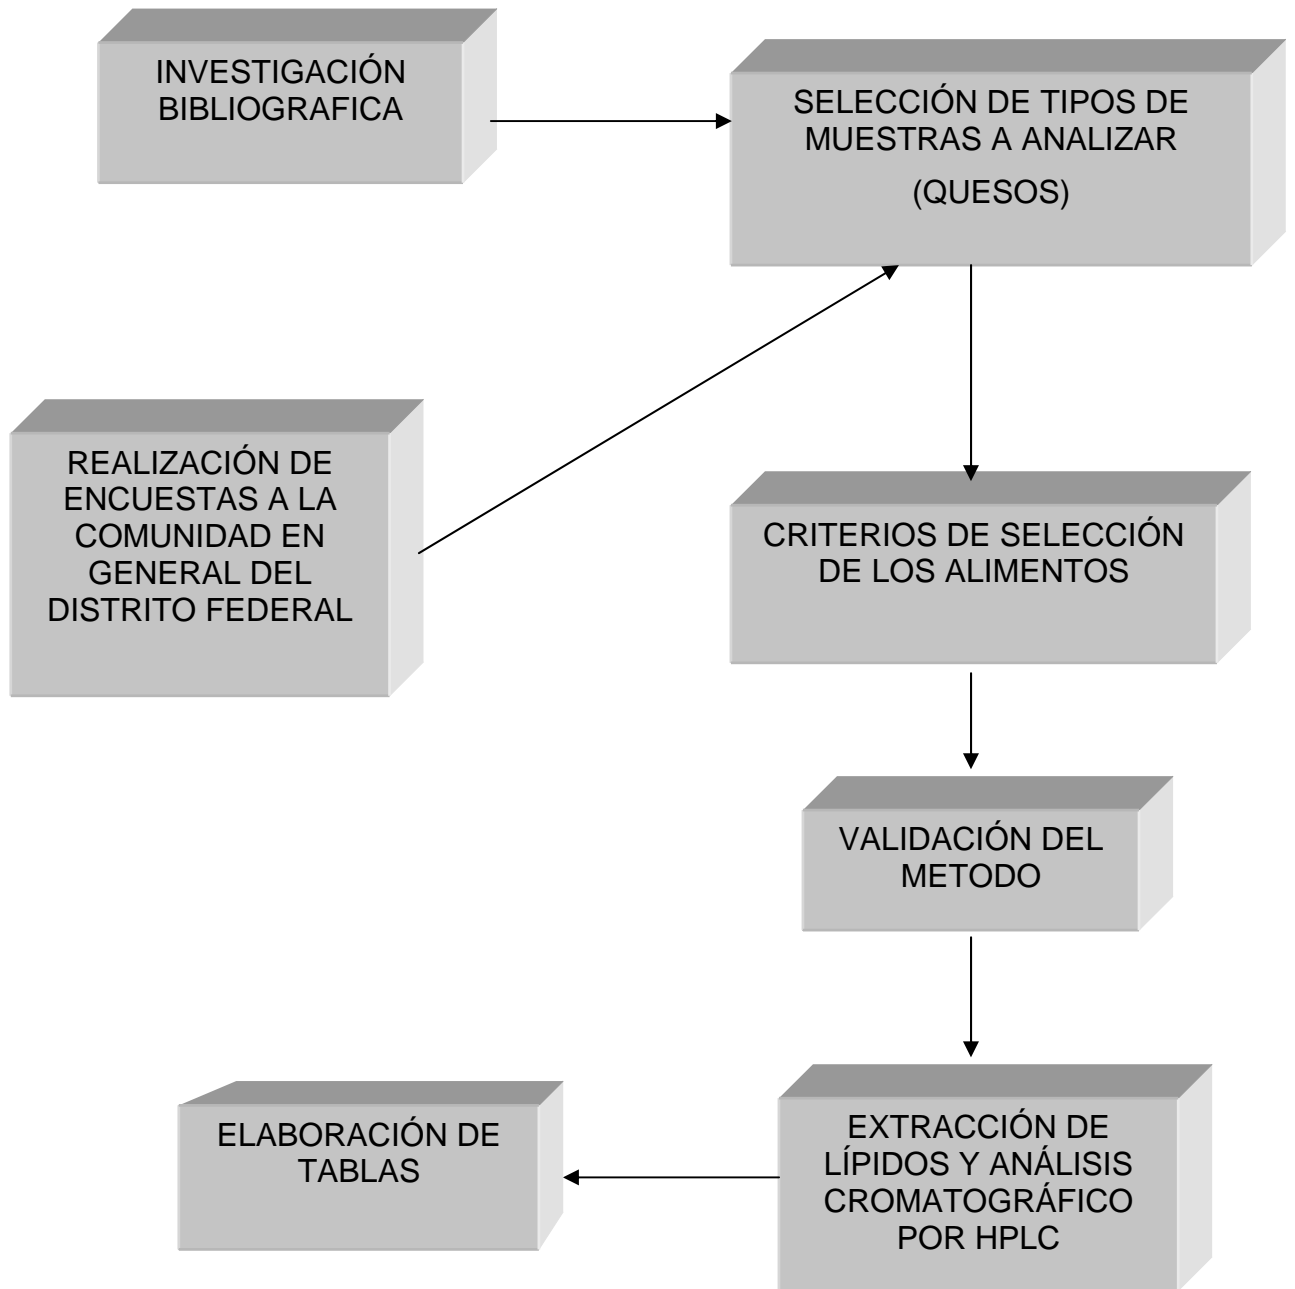 INVESTIGACIÓN
BIBLIOGRAFICA
SELECCIÓN DE TIPOS DE
MUESTRAS A ANALIZAR
(QUESOS)
REALIZACIÓN DE
ENCUESTAS A LA
COMUNIDAD EN
GENERAL DEL
DISTRITO FEDERAL
CRITERIOS DE SELECCIÓN
DE LOS ALIMENTOS
VALIDACIÓN DEL
METODO
EXTRACCIÓN DE
LÍPIDOS Y ANÁLISIS
CROMATOGRÁFICO
POR HPLC
ELABORACIÓN DE
TABLAS